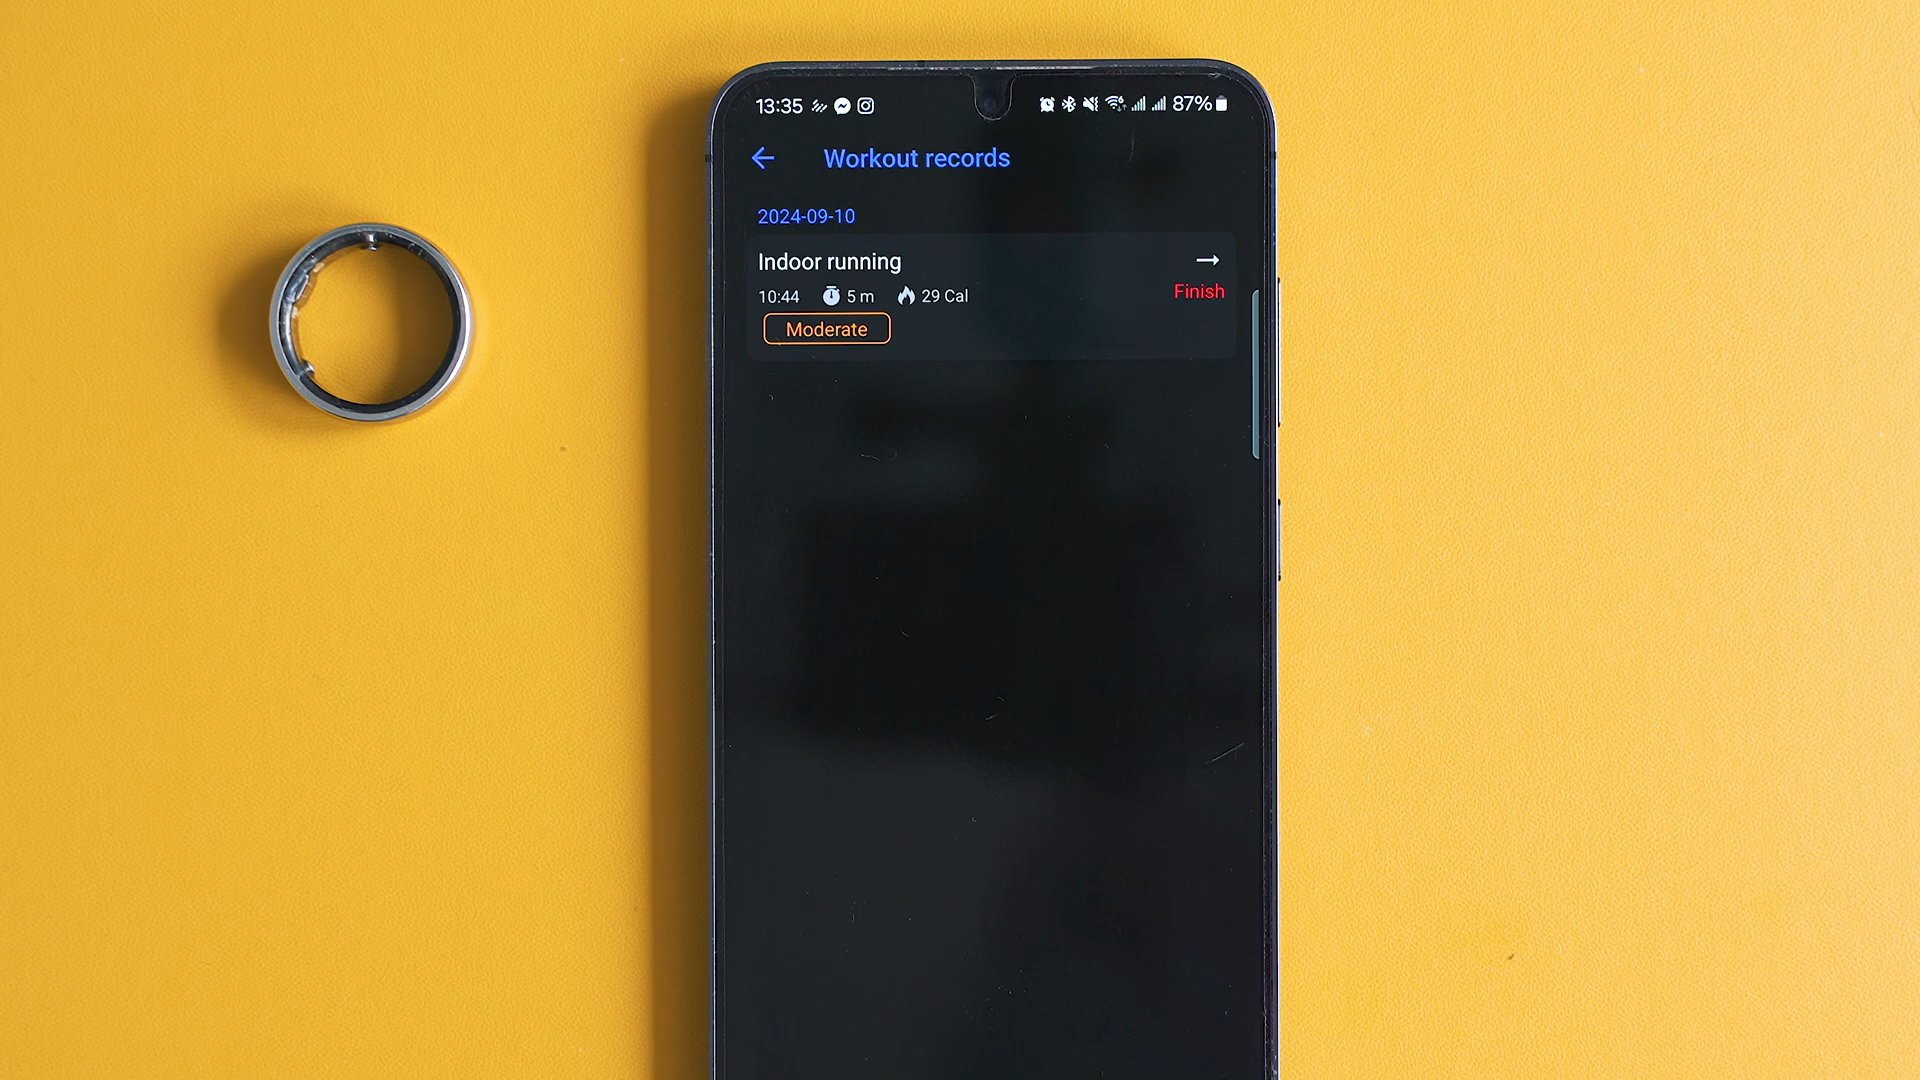 13:35 87%
Workout records
2024-09-10
Indoor running
10:44 5 m 29 Cal Finish
Moderate